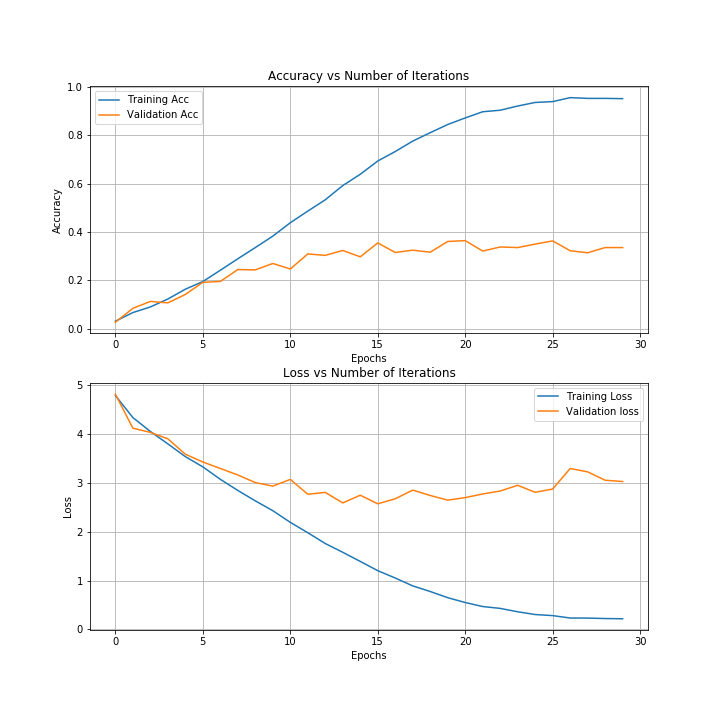 Accuracy vs Number of Iterations
1.0
0.8
0.6
0.4
0.2
0.0
Accuracy
Training Acc
Validation Acc
0 5 10 15 20 25 30
Epochs
Loss vs Number of Iterations
5
4
3
2
1
0
Loss
Training Loss
Validation loss
0 5 10 15 20 25 30
Epochs